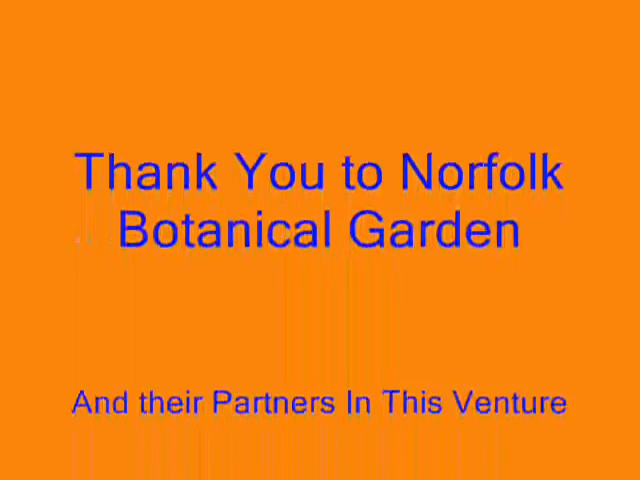 Thank You to Norfolk
Botanical Garden
And their Partners In This Venture